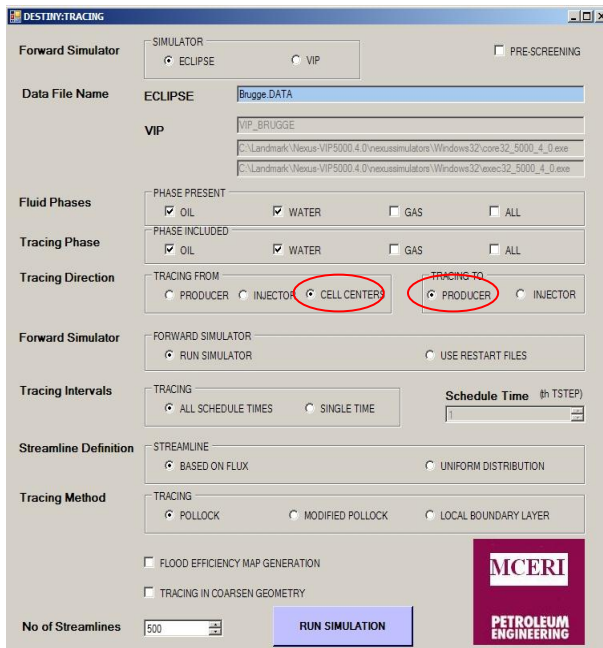 DESTINY:TRACING
Forward Simulator
SIMULATOR
ECLIPSE
VIP
PRE-SCREENING
Data File Name
ECLIPSE
Brugge.DATA
VIP
VIP_BRUGGE
C:\Landmark\Nexus-VIP5000.4.0\nexussimulators\Windows32\core32_5000_4_0.exe
C:\Landmark\Nexus-VIP5000.4.0\nexussimulators\Windows32\exec32_5000_4_0.exe
Fluid Phases
PHASE PRESENT
OIL
WATER
GAS
ALL
Tracing Phase
PHASE INCLUDED
OIL
WATER
GAS
ALL
Tracing Direction
TRACING FROM
PRODUCER
INJECTOR
CELL CENTERS
TRACING TO
PRODUCER
INJECTOR
Forward Simulator
FORWARD SIMULATOR
RUN SIMULATOR
USE RESTART FILES
Tracing Intervals
TRACING
ALL SCHEDULE TIMES
SINGLE TIME
Schedule Time (th TSTEP)
1
Streamline Definition
STREAMLINE
BASED ON FLUX
UNIFORM DISTRIBUTION
Tracing Method
TRACING
POLLOCK
MODIFIED POLLOCK
LOCAL BOUNDARY LAYER
FLOOD EFFICIENCY MAP GENERATION
TRACING IN COARSEN GEOMETRY
No of Streamlines
500
RUN SIMULATION
MCERI
PETROLEUM
ENGINEERING